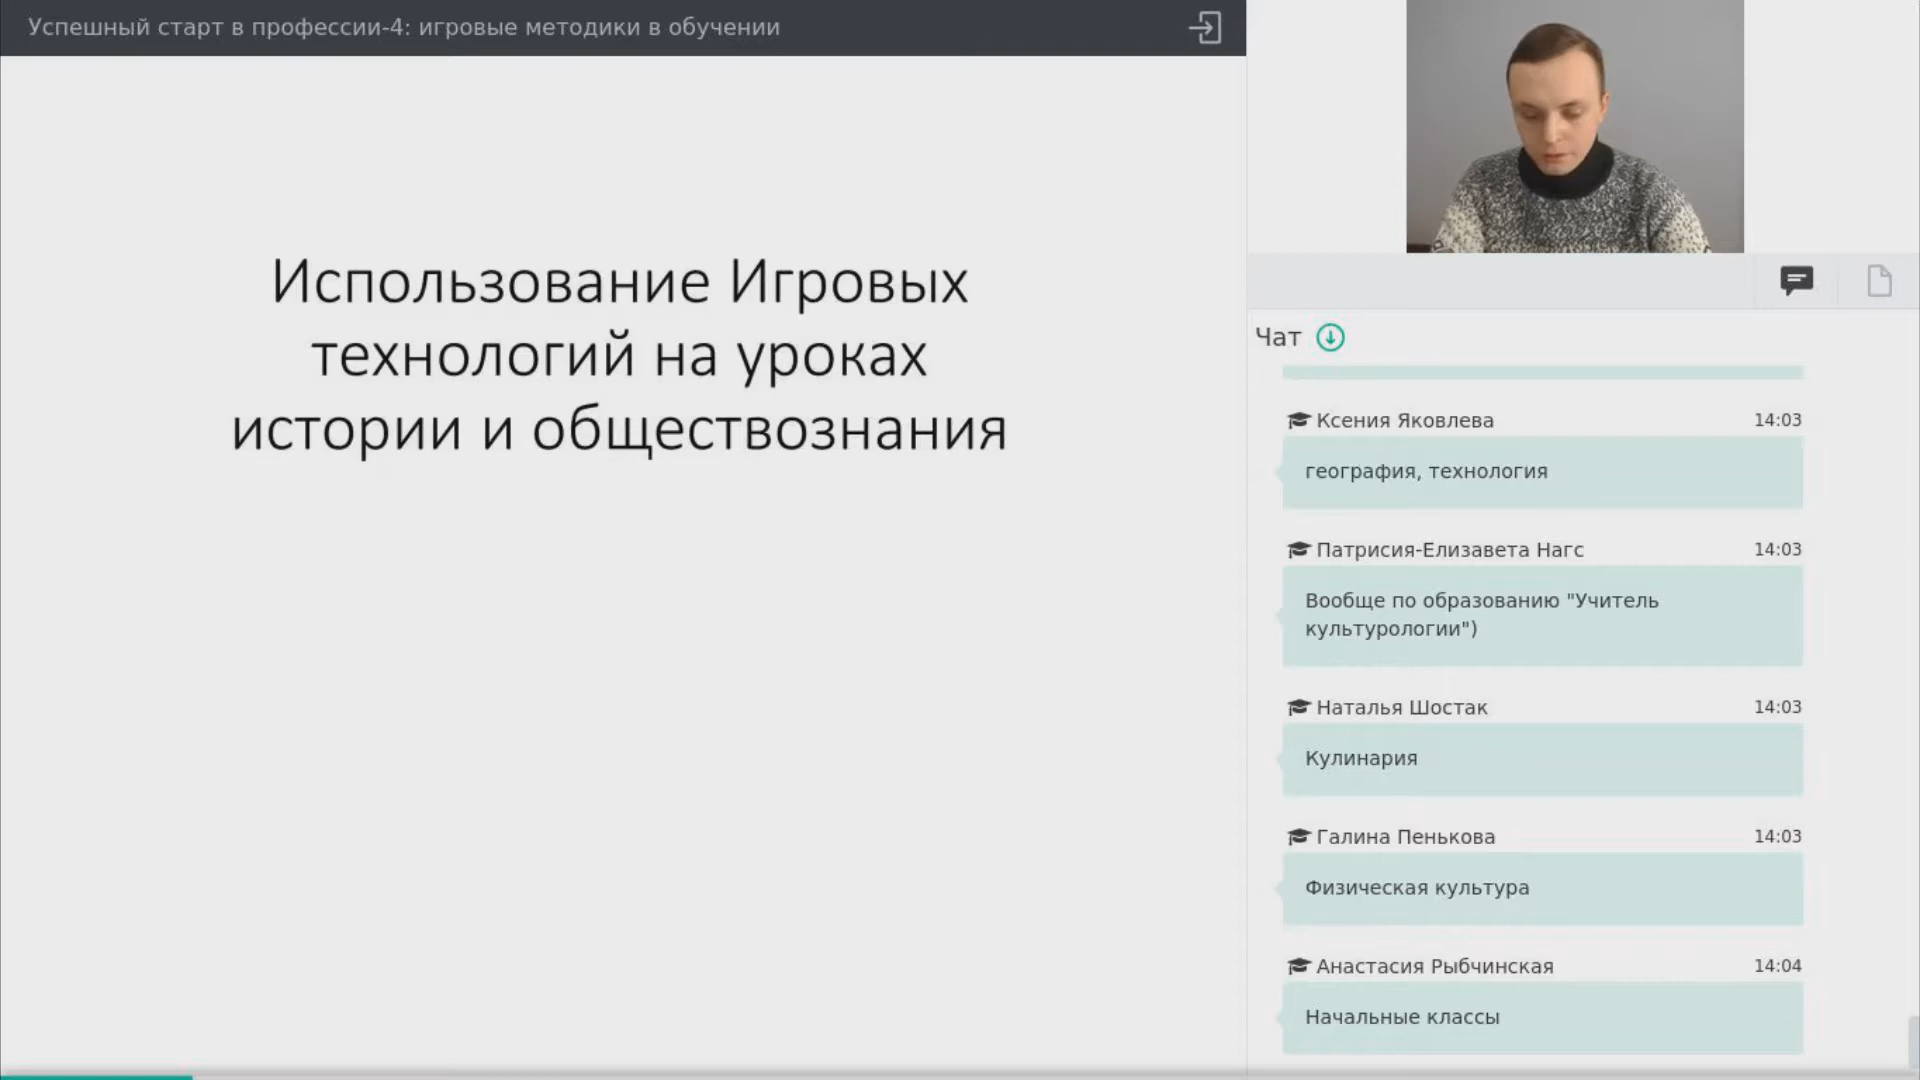 Успешный старт в профессии-4: игровые методики в обучении
Использование Игровых
технологий на уроках
истории и обществознания
Чат
Ксения Яковлева 14:03
география, технология
Патрисия-Елизавета Нагс 14:03
Вообще по образованию "Учитель
культурологии")
Наталья Шостак 14:03
Кулинария
Галина Пенькова 14:03
Физическая культура
Анастасия Рыбчинская 14:04
Начальные классы